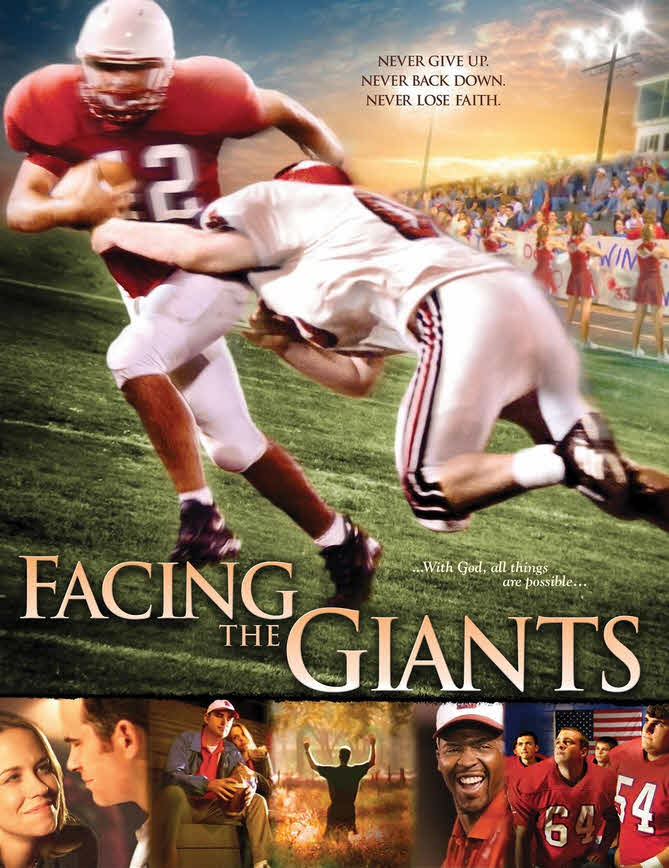 NEVER GIVE UP.
NEVER BACK DOWN.
NEVER LOSE FAITH.
12
WIN
...With God, all things
are possible...
FACING
THE
GIANTS
64
54